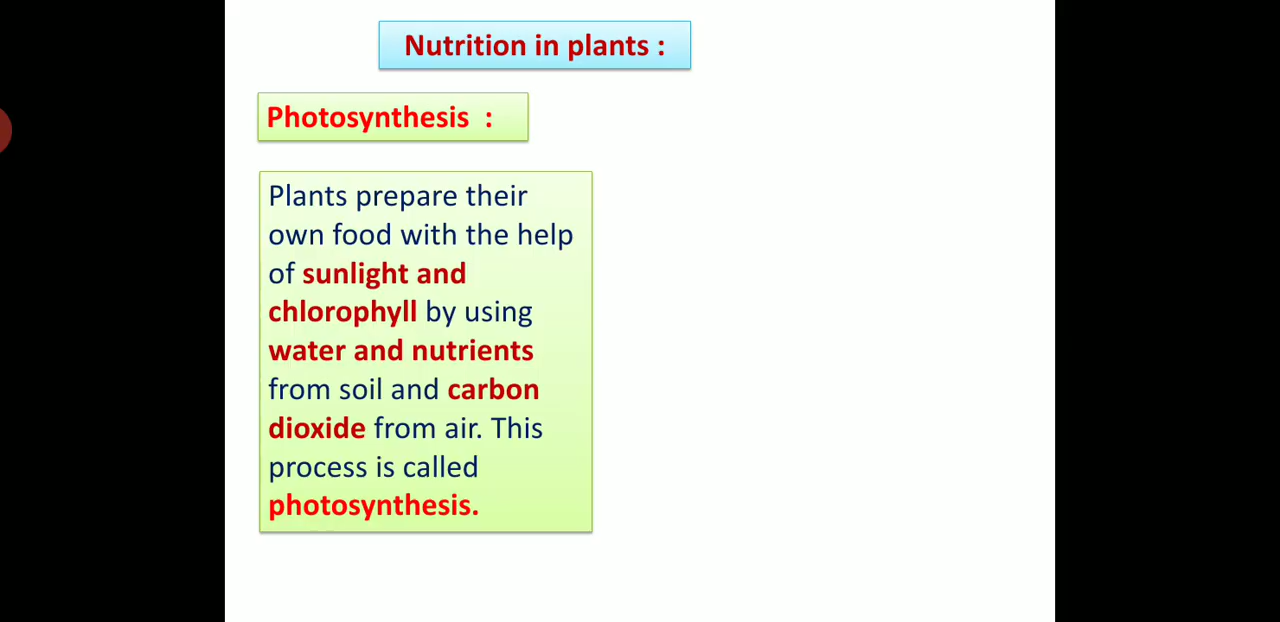 Nutrition in plants :
Photosynthesis :
Plants prepare their
own food with the help
of sunlight and
chlorophyll by using
water and nutrients
from soil and carbon
dioxide from air. This
process is called
photosynthesis.